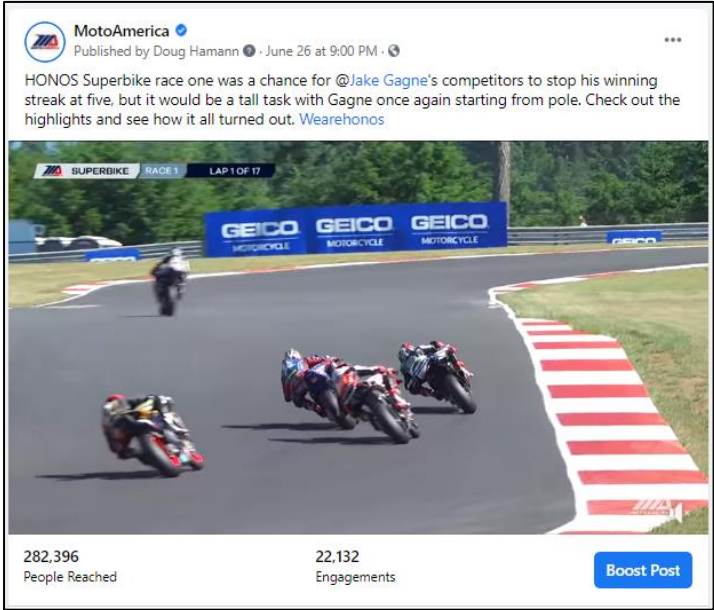 MotoAmerica
Published by Doug Hamann · June 26 at 9:00 PM ·
HONOS Superbike race one was a chance for @Jake Gagne's competitors to stop his winning
streak at five, but it would be a tall task with Gagne once again starting from pole. Check out the
highlights and see how it all turned out. Wearehonos
SUPERBIKE RACE 1 LAP 1 OF 17
GEICO GEICO GEICO
MOTORCYCLE MOTORCYCLE MOTORCYCLE
GEICO
282,396 22,132
People Reached Engagements
Boost Post